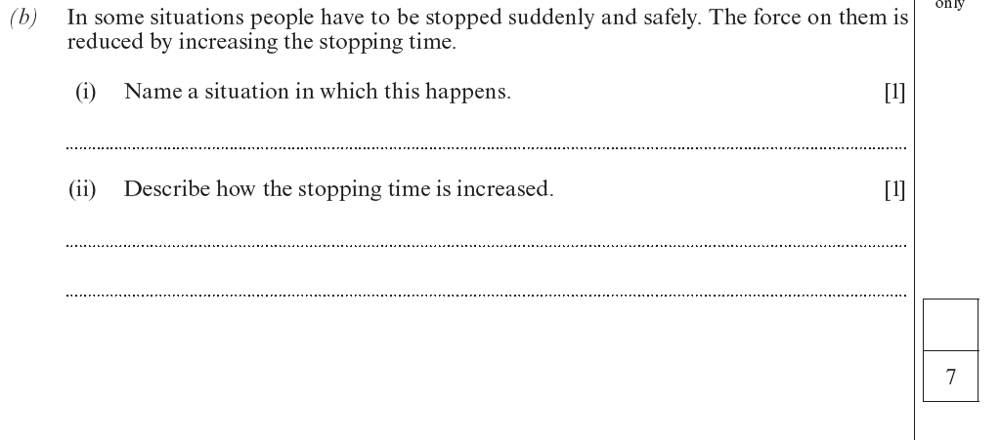 only
(b) In some situations people have to be stopped suddenly and safely. The force on them is
reduced by increasing the stopping time.
(i) Name a situation in which this happens. [1]
(ii) Describe how the stopping time is increased. [1]
7